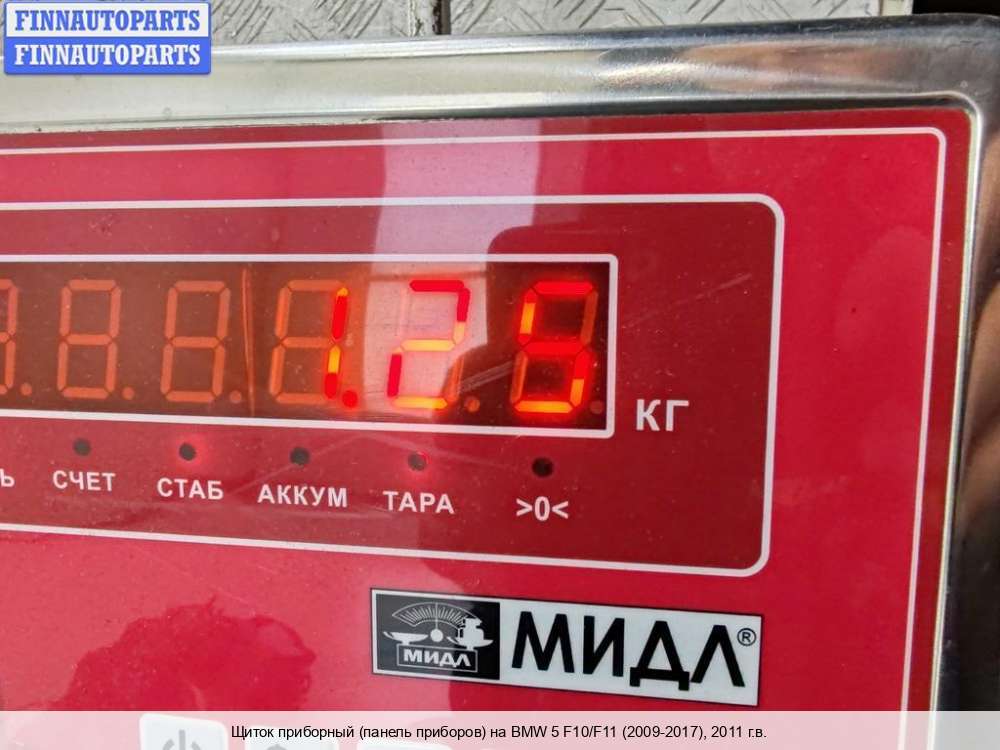 FINNAUTOPARTS
FINNAUTOPARTS
1.25
КГ
Ь СЧЕТ СТАБ АККУМ ТАРА >0<
МИДЛ МИДЛ®
Щиток приборный (панель приборов) на BMW 5 F10/F11 (2009-2017), 2011 г.в.